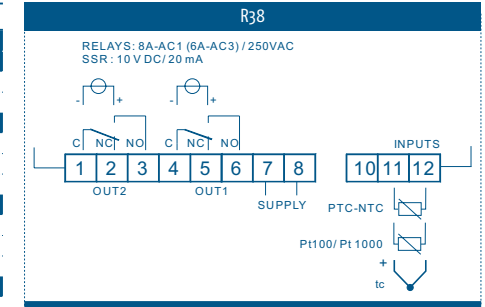 R38
RELAYS: 8A-AC1 (6A-AC3) / 250VAC
SSR : 10 V DC/ 20 mA
- + - +
C NC NO C NC NO INPUTS
1 2 3 4 5 6 7 8 10 11 12
OUT2 OUT1
SUPPLY
PTC-NTC
Pt100/ Pt 1000
+
tc